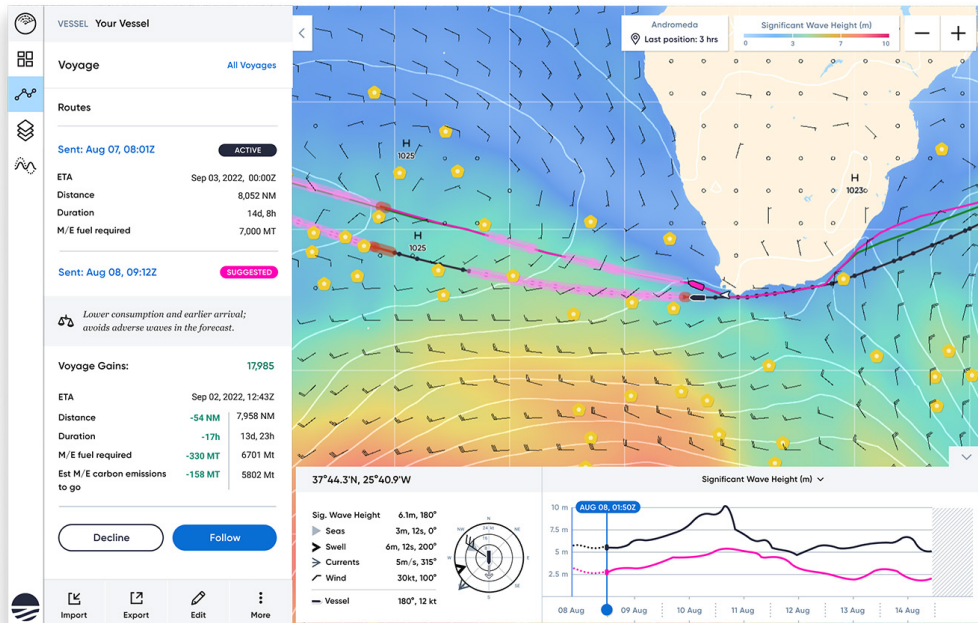 VESSEL Your Vessel
Voyage All Voyages
Routes
Sent: Aug 07, 08:01Z ACTIVE
ETA Sep 03, 2022, 00:00Z
Distance 8,052 NM
Duration 14d, 8h
M/E fuel required 7,000 MT
Sent: Aug 08, 09:12Z SUGGESTED
Lower consumption and earlier arrival;
avoids adverse waves in the forecast.
Voyage Gains: 17,985
ETA Sep 02, 2022, 12:43Z
Distance -54 NM 7,958 NM
Duration -17h 13d, 23h
M/E fuel required -330 MT 6701 Mt
Est M/E carbon emissions -158 MT 5802 Mt
to go
Decline Follow
Import Export Edit More
Andromeda
Last position: 3 hrs
Significant Wave Height (m)
0 3 7 10
H
1025
H
1025
H
1023
37°44.3'N, 25°40.9'W
Sig. Wave Height 6.1m, 180°
Seas 3m, 12s, 0°
Swell 6m, 12s, 200°
Currents 5m/s, 315°
Wind 30kt, 100°
Vessel 180°, 12 kt
N
NW NE
W E
SW SE
S
Significant Wave Height (m)
10 m
7.5 m
5 m
2.5 m
AUG 08, 01:50Z
08 Aug 09 Aug 10 Aug 11 Aug 12 Aug 13 Aug 14 Aug